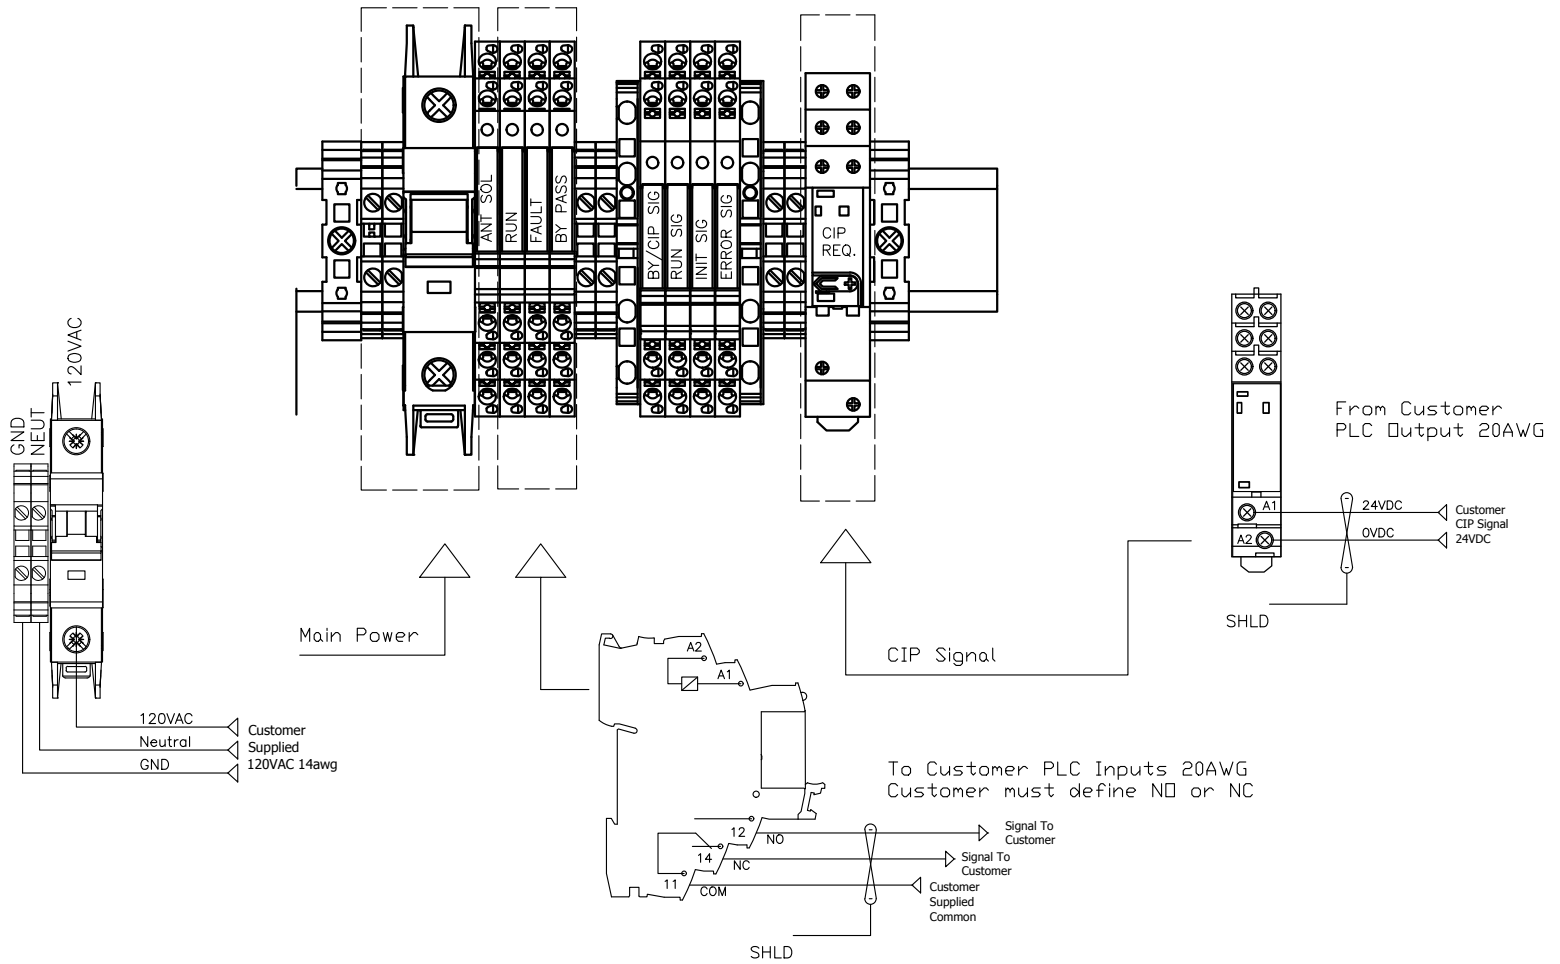 ANT SOL
RUN
FAULT
BY PASS
BY/CIP SIG
RUN SIG
INIT SIG
ERROR SIG
CIP
REQ.
120VAC
GND
NEUT
From Customer
PLC Output 20AWG
A1
24VDC
Customer
CIP Signal
24VDC
A2
0VDC
SHLD
Main Power
CIP Signal
A2
A1
120VAC
Neutral
GND
Customer
Supplied
120VAC 14awg
To Customer PLC Inputs 20AWG
Customer must define NO or NC
12
NO
Signal To
Customer
14
NC
Signal To
Customer
11
COM
Customer
Supplied
Common
SHLD